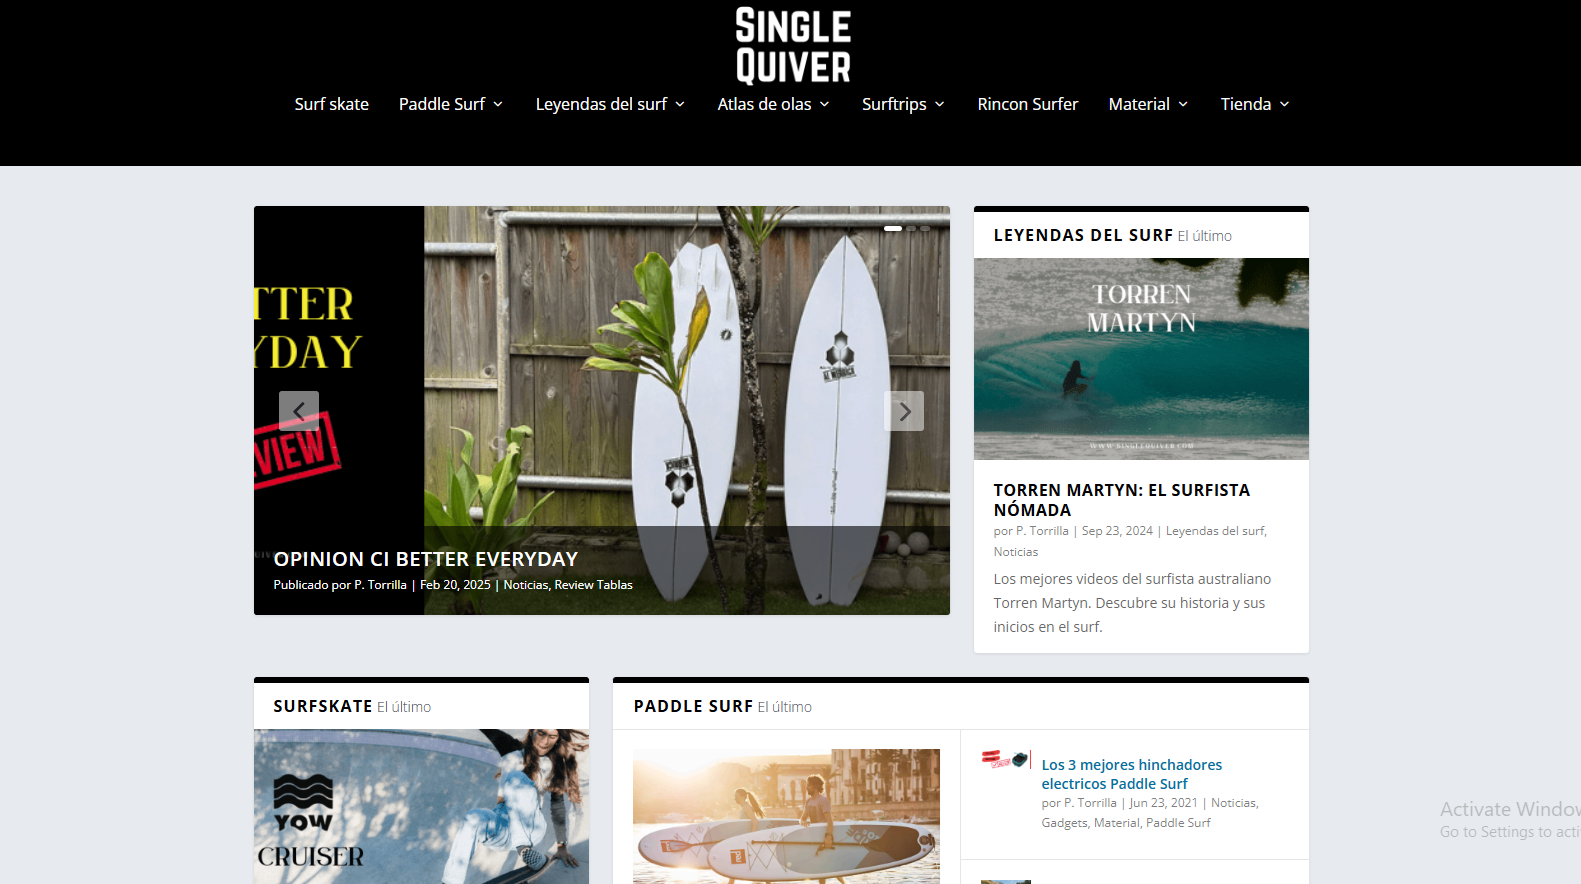 SINGLE
QUIVER
Surf skate Paddle Surf Leyendas del surf Atlas de olas Surftrips Rincon Surfer Material Tienda
TTER
YDAY
VIEW
OPINION CI BETTER EVERYDAY
Publicado por P. Torrilla | Feb 20, 2025 | Noticias, Review Tablas
LEYENDAS DEL SURF El último
TORREN
MARTYN
WWW.SINGLEQUIVER.COM
TORREN MARTYN: EL SURFISTA
NÓMADA
por P. Torrilla | Sep 23, 2024 | Leyendas del surf,
Noticias
Los mejores videos del surfista australiano
Torren Martyn. Descubre su historia y sus
inicios en el surf.
SURFSKATE El último
YOW
CRUISER
PADDLE SURF El último
Los 3 mejores hinchadores
electricos Paddle Surf
por P. Torrilla | Jun 23, 2021 | Noticias,
Gadgets, Material, Paddle Surf
Activate Window
Go to Settings to acti